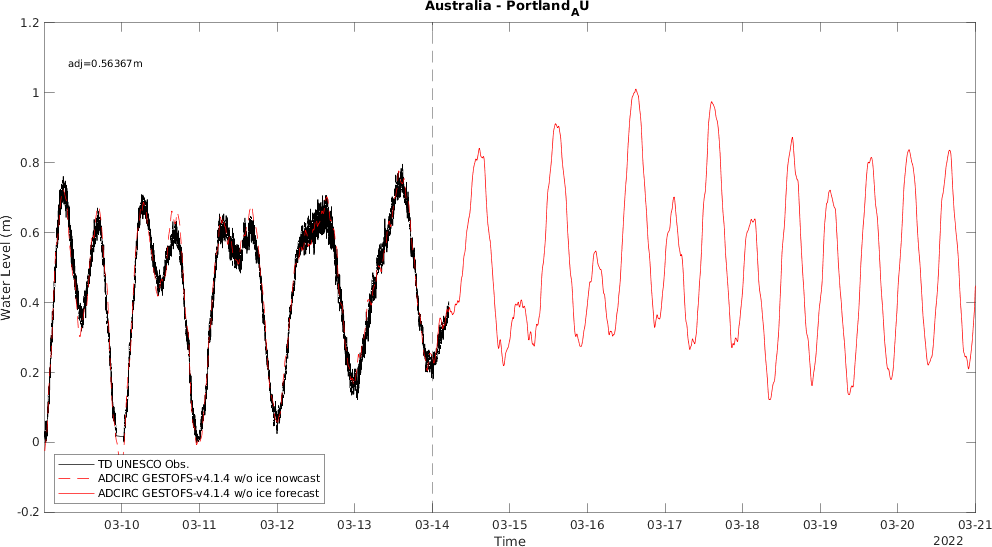 Australia - Portland_AU
1.2
adj=0.56367m
1
0.8
0.6
0.4
0.2
0
-0.2
Water Level (m)
TD UNESCO Obs.
ADCIRC GESTOFS-v4.1.4 w/o ice nowcast
ADCIRC GESTOFS-v4.1.4 w/o ice forecast
03-10 03-11 03-12 03-13 03-14 03-15 03-16 03-17 03-18 03-19 03-20 03-21
Time
2022